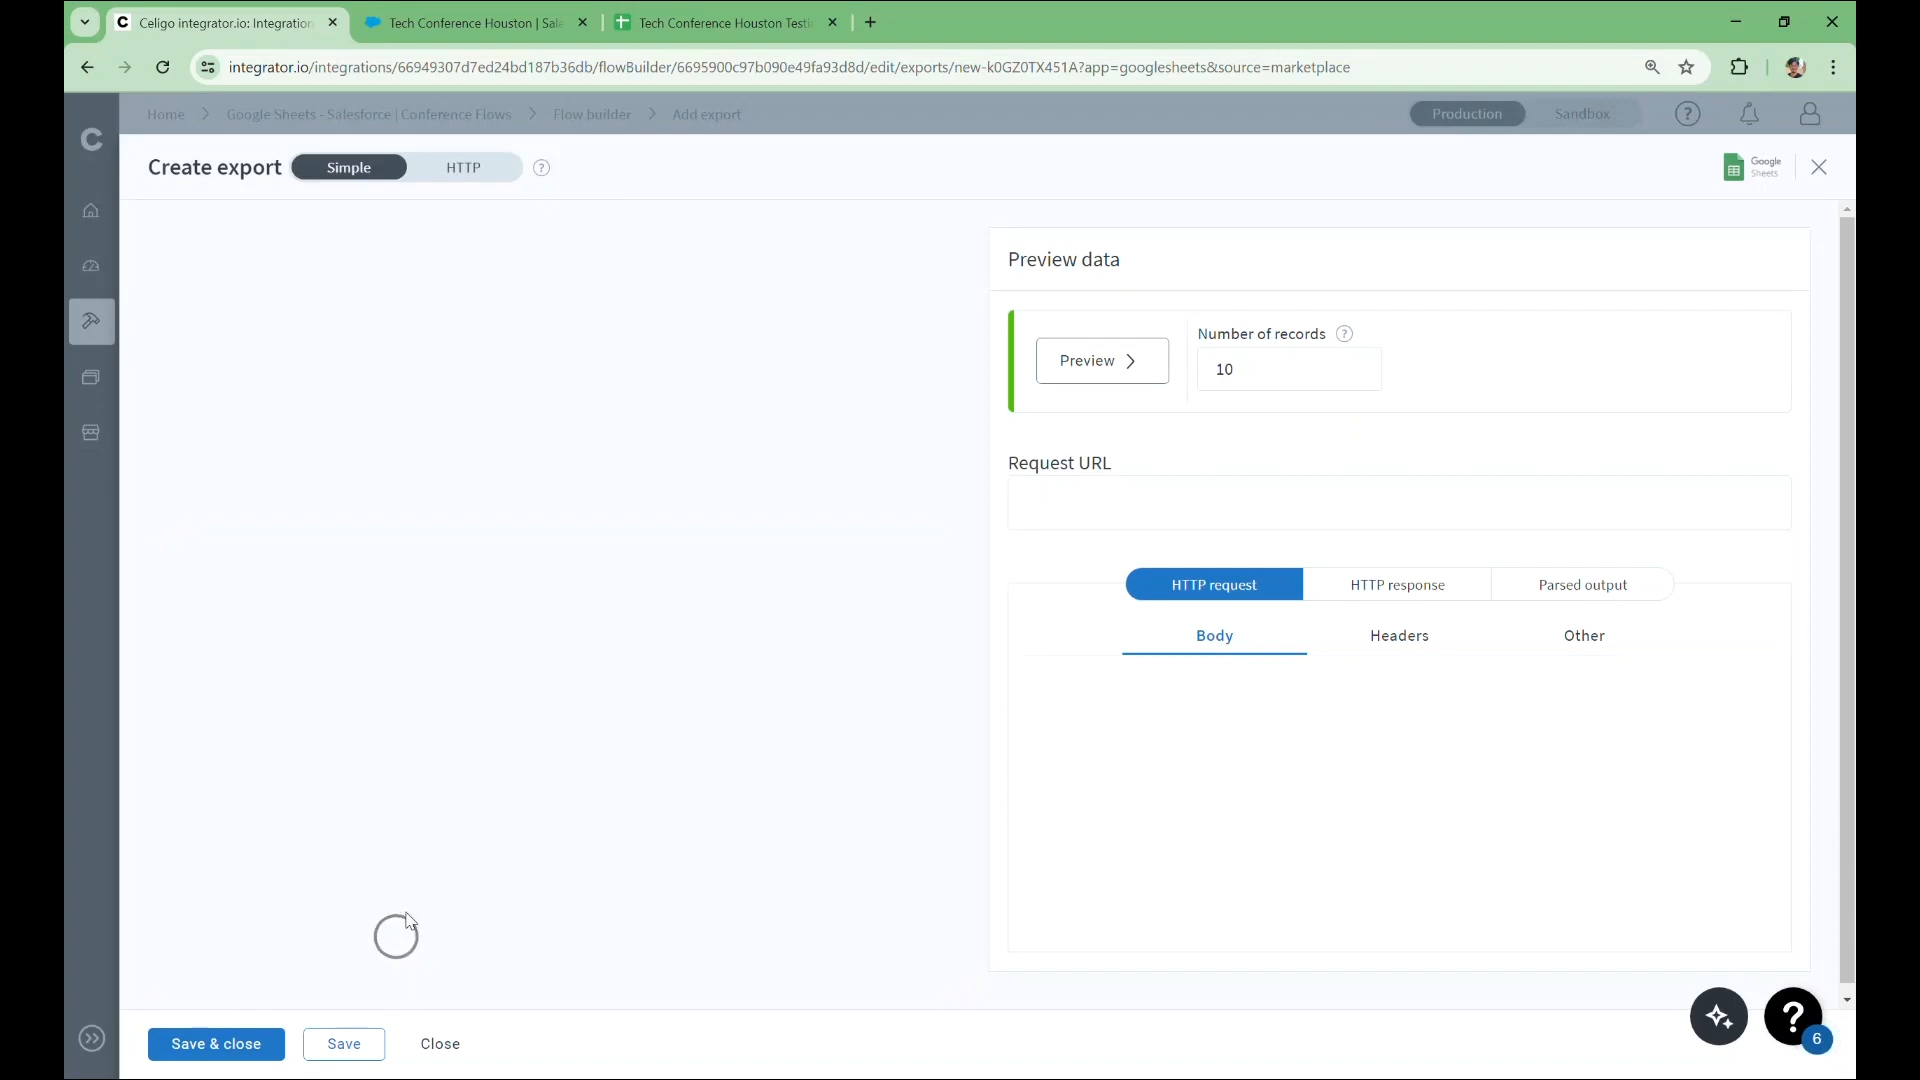 Celigo integrator.io: Integration
Tech Conference Houston | Sale
Tech Conference Houston Testi
integrator.io/integrations/66949307d7ed24bd187b36db/flowBuilder/6695900c97b090e49fa93d8d/edit/exports/new-k0GZ0TX451A?app=googlesheets&source=marketplace
Home
Google Sheets - Salesforce | Conference Flows
Flow builder
Add export
Production
Sandbox
Create export
Simple
HTTP
Google
Sheets
Preview data
Preview
Number of records
10
Request URL
HTTP request
HTTP response
Parsed output
Body
Headers
Other
Save & close
Save
Close
6